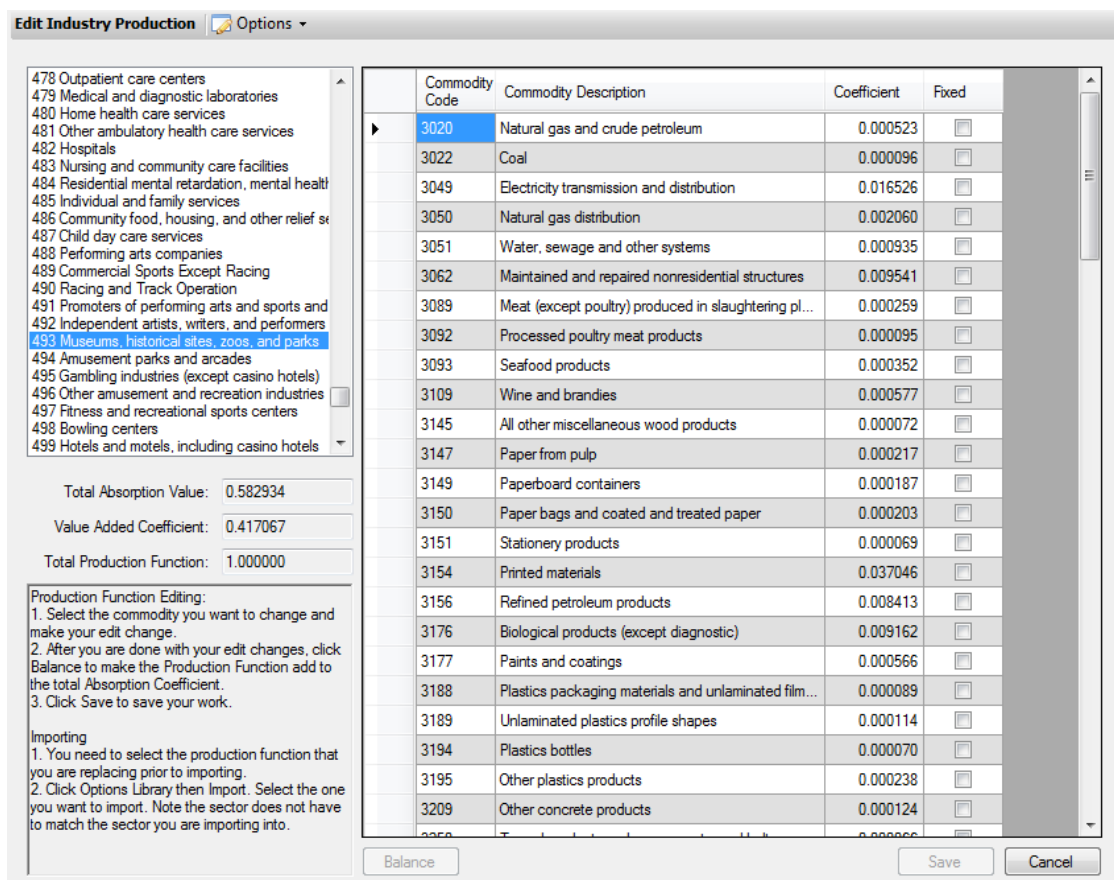 Edit Industry Production Options
478 Outpatient care centers
479 Medical and diagnostic laboratories
480 Home health care services
481 Other ambulatory health care services
482 Hospitals
483 Nursing and community care facilities
484 Residential mental retardation, mental health
485 Individual and family services
486 Community food, housing, and other relief se
487 Child day care services
488 Performing arts companies
489 Commercial Sports Except Racing
490 Racing and Track Operation
491 Promoters of performing arts and sports and
492 Independent artists, writers, and performers
493 Museums, historical sites, zoos, and parks
494 Amusement parks and arcades
495 Gambling industries (except casino hotels)
496 Other amusement and recreation industries
497 Fitness and recreational sports centers
498 Bowling centers
499 Hotels and motels, including casino hotels
Total Absorption Value: 0.582934
Value Added Coefficient: 0.417067
Total Production Function: 1.000000
Production Function Editing:
1. Select the commodity you want to change and
make your edit change.
2. After you are done with your edit changes, click
Balance to make the Production Function add to
the total Absorption Coefficient.
3. Click Save to save your work.
Importing
1. You need to select the production function that
you are replacing prior to importing.
2. Click Options Library then Import. Select the one
you want to import. Note the sector does not have
to match the sector you are importing into.
Commodity Code Commodity Description Coefficient Fixed
3020 Natural gas and crude petroleum 0.000523
3022 Coal 0.000096
3049 Electricity transmission and distribution 0.016526
3050 Natural gas distribution 0.002060
3051 Water, sewage and other systems 0.000935
3062 Maintained and repaired nonresidential structures 0.009541
3089 Meat (except poultry) produced in slaughtering pl... 0.000259
3092 Processed poultry meat products 0.000095
3093 Seafood products 0.000352
3109 Wine and brandies 0.000577
3145 All other miscellaneous wood products 0.000072
3147 Paper from pulp 0.000217
3149 Paperboard containers 0.000187
3150 Paper bags and coated and treated paper 0.000203
3151 Stationery products 0.000069
3154 Printed materials 0.037046
3156 Refined petroleum products 0.008413
3176 Biological products (except diagnostic) 0.009162
3177 Paints and coatings 0.000566
3188 Plastics packaging materials and unlaminated film... 0.000089
3189 Unlaminated plastics profile shapes 0.000114
3194 Plastics bottles 0.000070
3195 Other plastics products 0.000238
3209 Other concrete products 0.000124
Balance Save Cancel